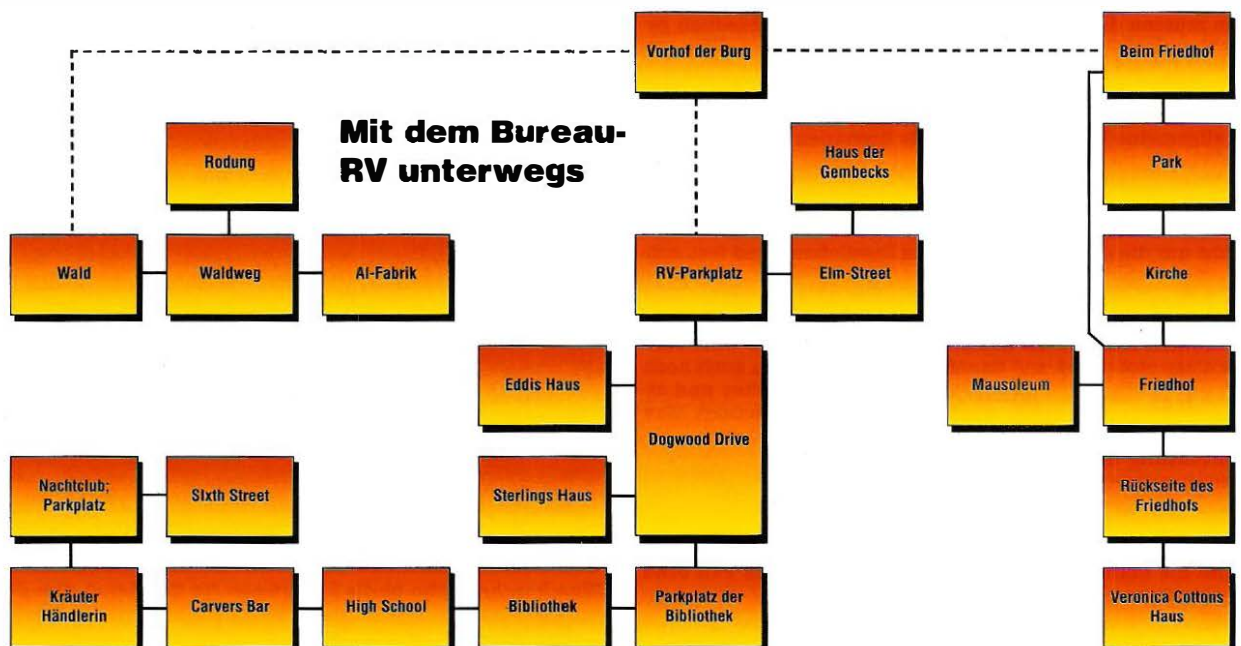 Vorhof der Burg
Beim Friedhof
Mit dem Bureau-
RV unterwegs
Rodung
Haus der
Gembecks
Park
Wald
Waldweg
Al-Fabrik
RV-Parkplatz
Elm-Street
Kirche
Eddis Haus
Dogwood Drive
Mausoleum
Friedhof
Nachtclub;
Parkplatz
SIxth Street
Sterlings Haus
Rückseite des
Friedhofs
Kräuter
Händlerin
Carvers Bar
High School
Bibliothek
Parkplatz der
Bibliothek
Veronica Cottons
Haus